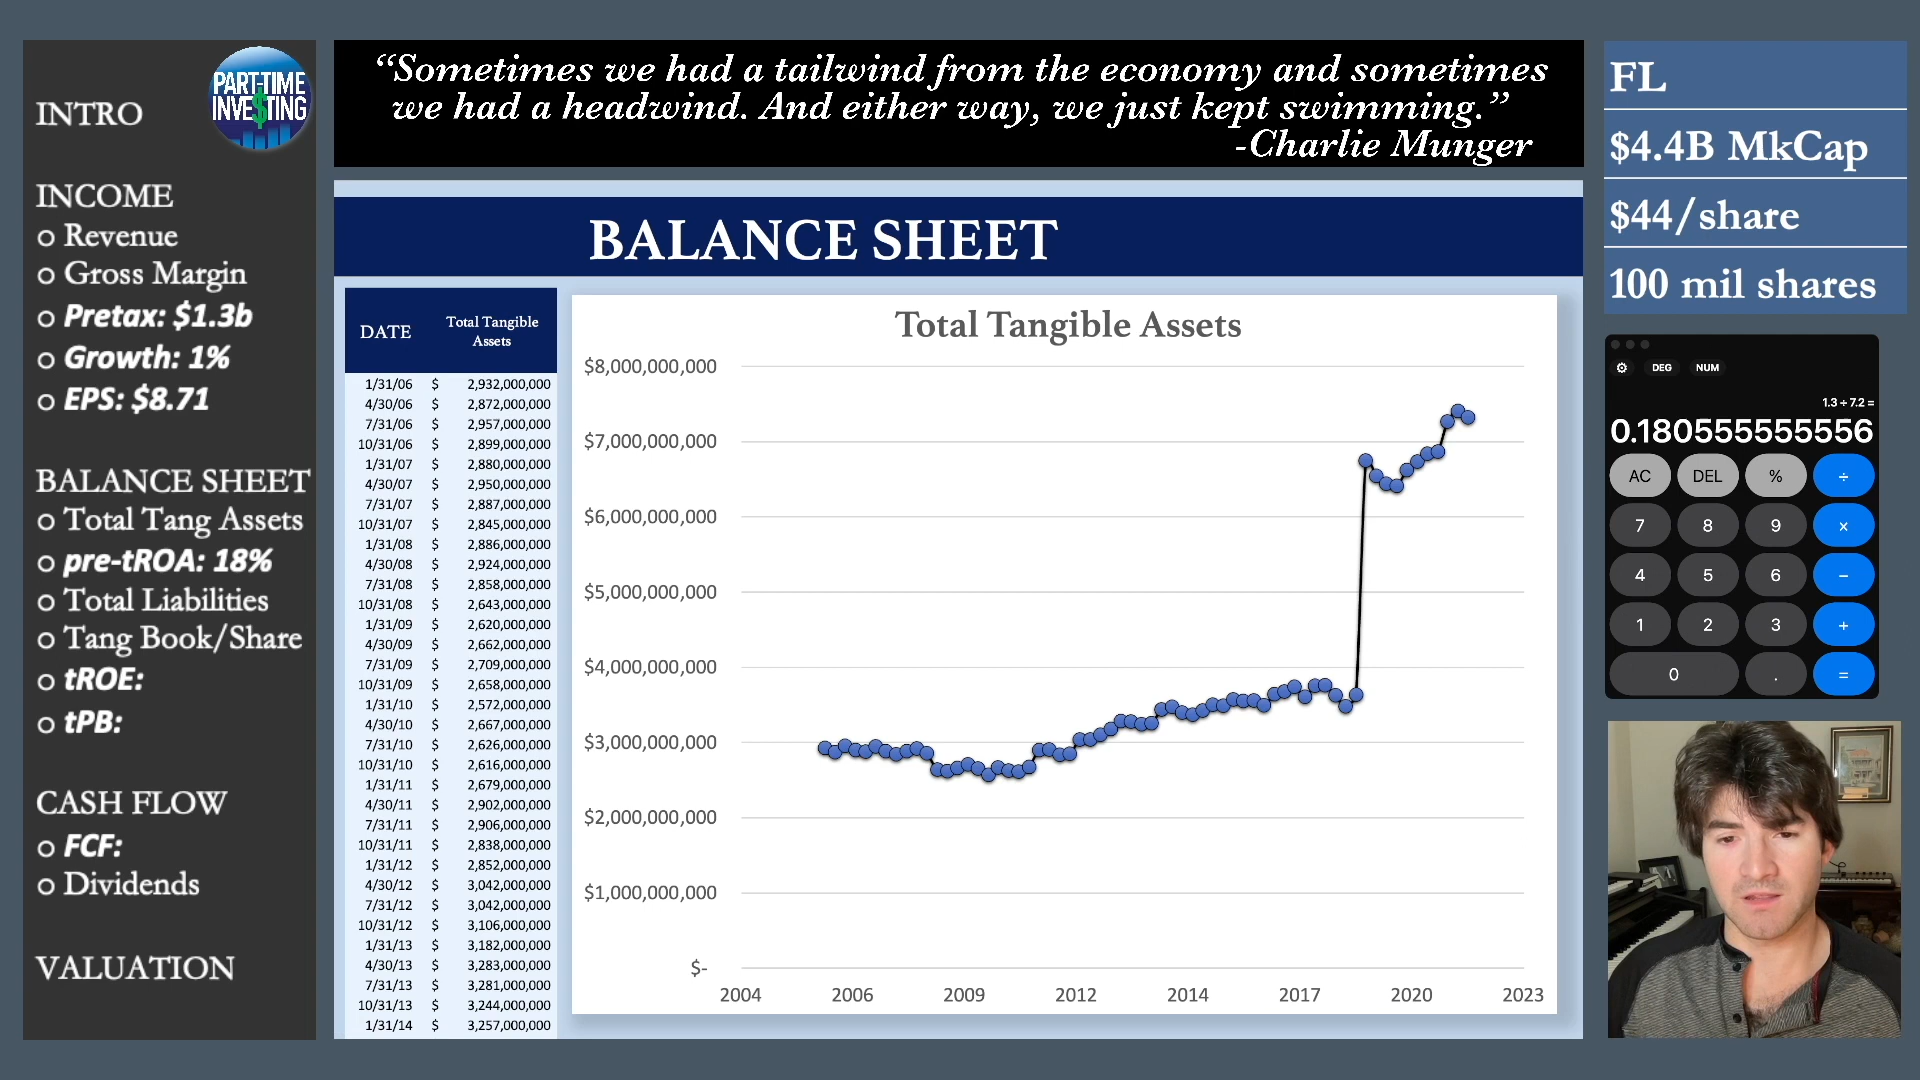 INTRO
PART-TIME
INVE$TING
INCOME
o Revenue
o Gross Margin
o Pretax: $1.3b
o Growth: 1%
o EPS: $8.71
BALANCE SHEET
o Total Tang Assets
o pre-tROA: 18%
o Total Liabilities
o Tang Book/Share
o tROE:
o tPB:
CASH FLOW
o FCF:
o Dividends
VALUATION
“Sometimes we had a tailwind from the economy and sometimes
we had a headwind. And either way, we just kept swimming.”
-Charlie Munger
BALANCE SHEET
DATE Total Tangible
Assets
1/31/06 $ 2,932,000,000
4/30/06 $ 2,872,000,000
7/31/06 $ 2,957,000,000
10/31/06 $ 2,899,000,000
1/31/07 $ 2,880,000,000
4/30/07 $ 2,950,000,000
7/31/07 $ 2,887,000,000
10/31/07 $ 2,845,000,000
1/31/08 $ 2,886,000,000
4/30/08 $ 2,924,000,000
7/31/08 $ 2,858,000,000
10/31/08 $ 2,643,000,000
1/31/09 $ 2,620,000,000
4/30/09 $ 2,662,000,000
7/31/09 $ 2,709,000,000
10/31/09 $ 2,658,000,000
1/31/10 $ 2,572,000,000
4/30/10 $ 2,667,000,000
7/31/10 $ 2,626,000,000
10/31/10 $ 2,616,000,000
1/31/11 $ 2,679,000,000
4/30/11 $ 2,902,000,000
7/31/11 $ 2,906,000,000
10/31/11 $ 2,838,000,000
1/31/12 $ 2,852,000,000
4/30/12 $ 3,042,000,000
7/31/12 $ 3,042,000,000
10/31/12 $ 3,106,000,000
1/31/13 $ 3,182,000,000
4/30/13 $ 3,283,000,000
7/31/13 $ 3,281,000,000
10/31/13 $ 3,244,000,000
1/31/14 $ 3,257,000,000
Total Tangible Assets
$8,000,000,000
$7,000,000,000
$6,000,000,000
$5,000,000,000
$4,000,000,000
$3,000,000,000
$2,000,000,000
$1,000,000,000
$-
2004 2006 2009 2012 2014 2017 2020 2023
FL
$4.4B MkCap
$44/share
100 mil shares
DEG NUM
1.3 ÷ 7.2 =
0.180555555556
AC DEL % ÷
7 8 9 ×
4 5 6 −
1 2 3 +
0 . =